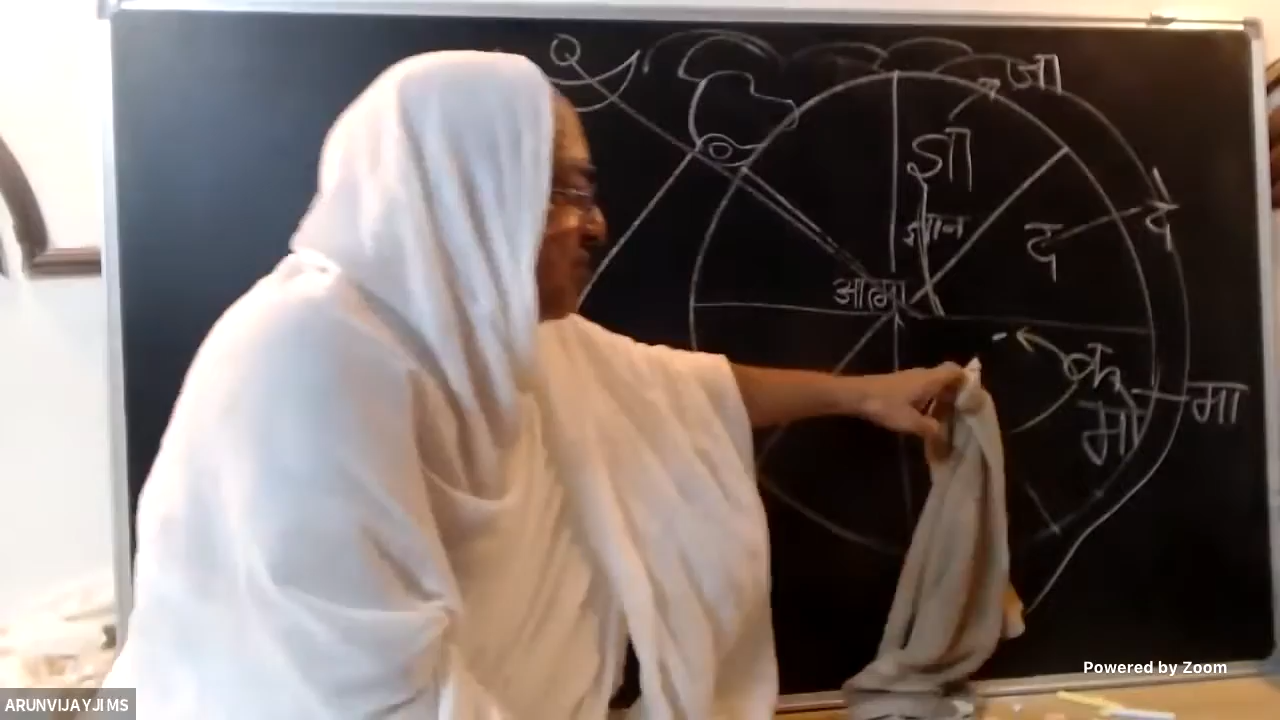 जा
ज्ञा
दे
ज्ञान
द
आत्मा
क
मो
मा
Powered by Zoom
ARUNVIJAYJI MS